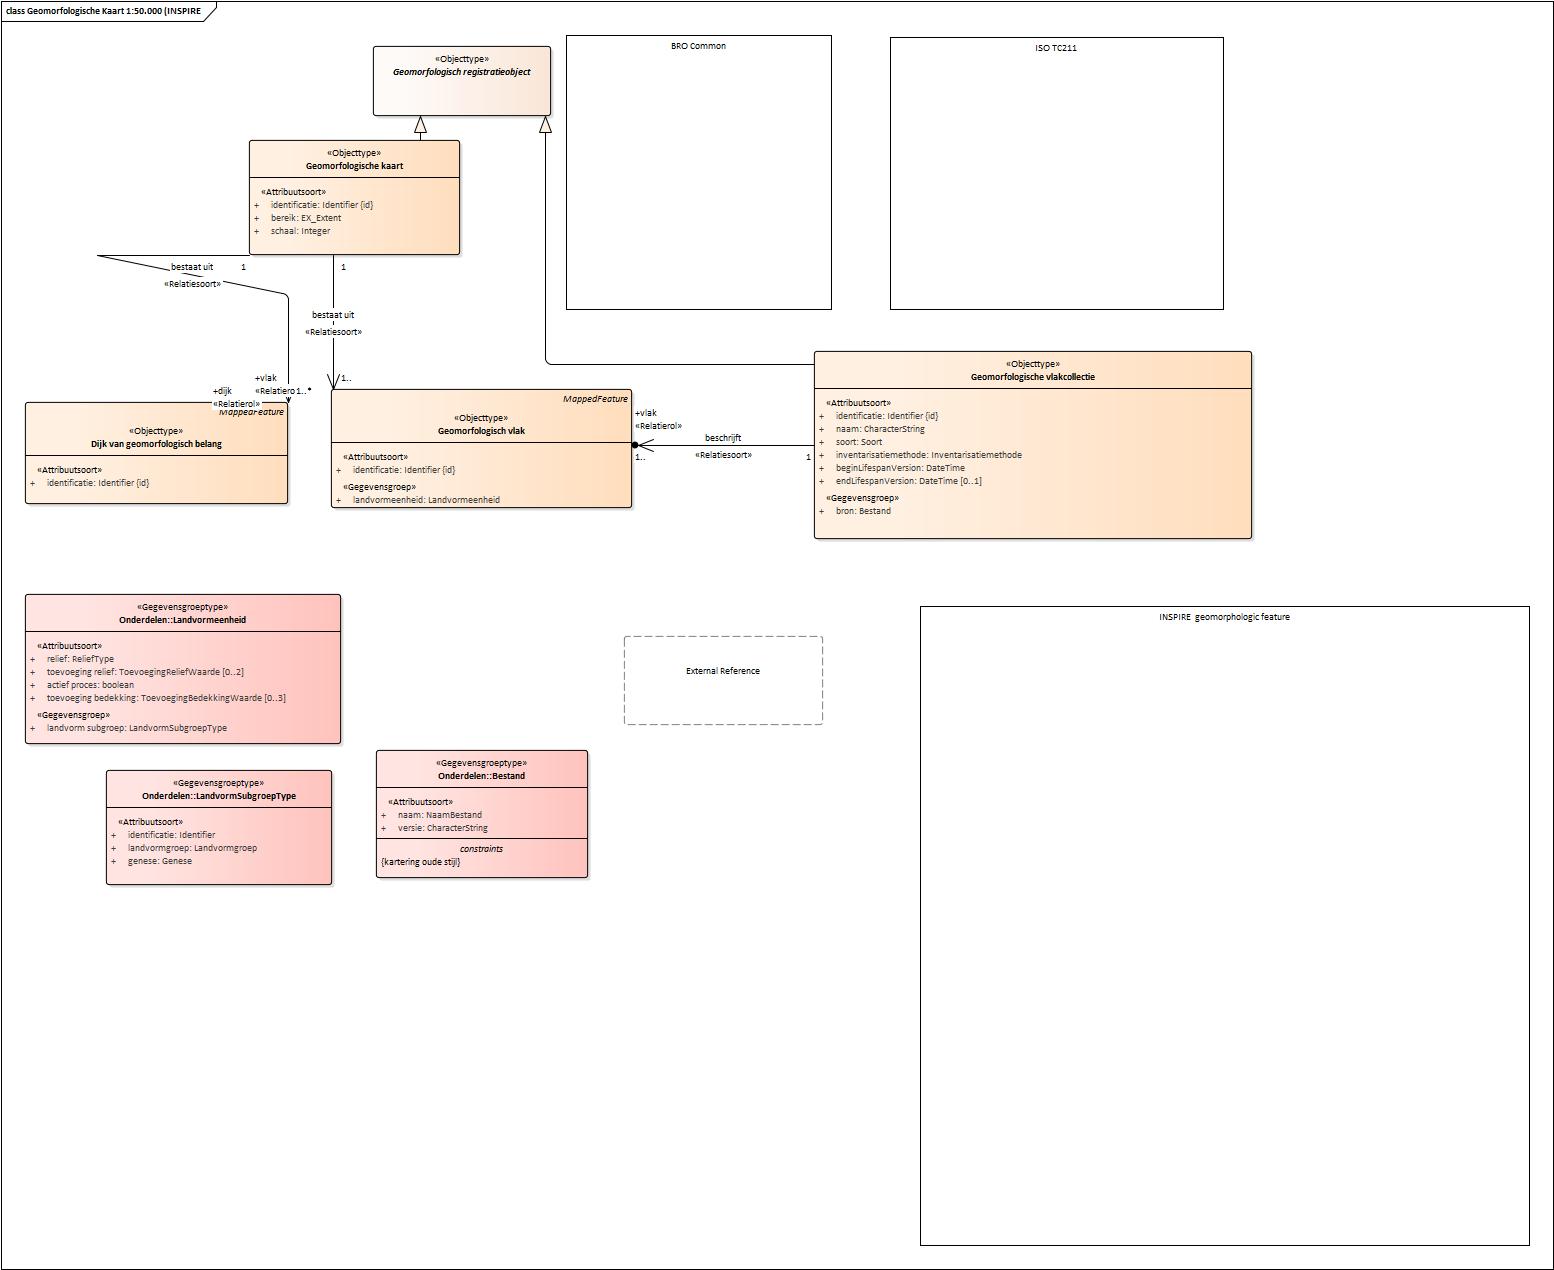 class Geomorfologische Kaart 1:50.000 (INSPIRE
«Objecttype»
Geomorfologisch registratieobject
BRO Common
ISO TC211
«Objecttype»
Geomorfologische kaart
«Attribuutsoort»
+ identificatie: Identifier {id}
+ bereik: EX_Extent
+ schaal: Integer
bestaat uit
1
«Relatiesoort»
1
bestaat uit
«Relatiesoort»
+vlak
«Relatiero
1..*
+dijk
«Relatierol»
1..
MappedFeature
«Objecttype»
Dijk van geomorfologisch belang
«Attribuutsoort»
+ identificatie: Identifier {id}
MappedFeature
«Objecttype»
Geomorfologisch vlak
«Attribuutsoort»
+ identificatie: Identifier {id}
«Gegevensgroep»
+ landvormeenheid: Landvormeenheid
+vlak
«Relatierol»
1..
beschrijft
«Relatiesoort»
1
«Objecttype»
Geomorfologische vlakcollectie
«Attribuutsoort»
+ identificatie: Identifier {id}
+ naam: CharacterString
+ soort: Soort
+ inventarisatiemethode: Inventarisatiemethode
+ beginLifespanVersion: DateTime
+ endLifespanVersion: DateTime [0..1]
«Gegevensgroep»
+ bron: Bestand
«Gegevensgroeptype»
Onderdelen::Landvormeenheid
«Attribuutsoort»
+ relief: ReliefType
+ toevoeging relief: ToevoegingReliefWaarde [0..2]
+ actief proces: boolean
+ toevoeging bedekking: ToevoegingBedekkingWaarde [0..3]
«Gegevensgroep»
+ landvorm subgroep: LandvormSubgroepType
External Reference
INSPIRE  geomorphologic feature
«Gegevensgroeptype»
Onderdelen::LandvormSubgroepType
«Attribuutsoort»
+ identificatie: Identifier
+ landvormgroep: Landvormgroep
+ genese: Genese
«Gegevensgroeptype»
Onderdelen::Bestand
«Attribuutsoort»
+ naam: NaamBestand
+ versie: CharacterString
constraints
{kartering oude stijl}